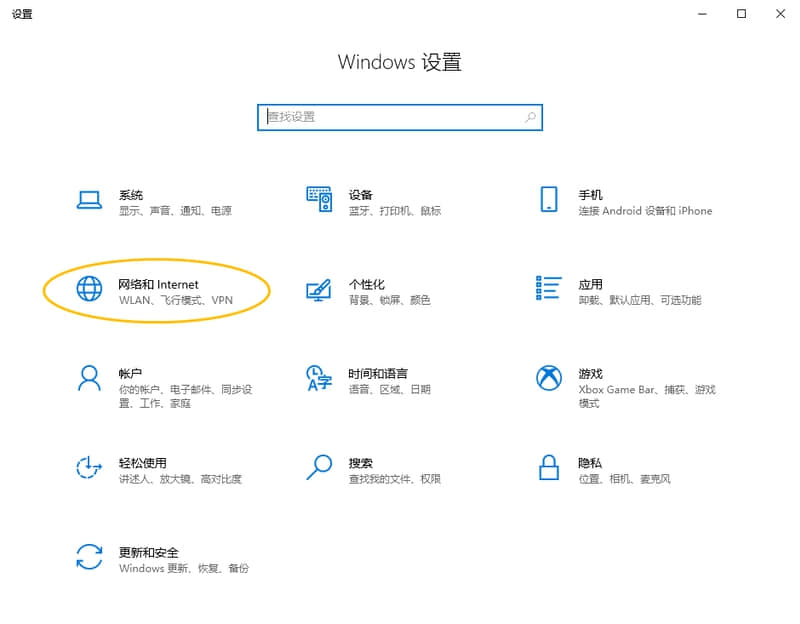 设置
Windows 设置
查找设置
系统
显示、声音、通知、电源
设备
蓝牙、打印机、鼠标
手机
连接 Android 设备和 iPhone
网络和 Internet
WLAN、飞行模式、VPN
个性化
背景、锁屏、颜色
应用
卸载、默认应用、可选功能
帐户
你的帐户、电子邮件、同步设
置、工作、家庭
时间和语言
语音、区域、日期
游戏
Xbox Game Bar、捕获、游戏
模式
轻松使用
讲述人、放大镜、高对比度
搜索
查找我的文件、权限
隐私
位置、相机、麦克风
更新和安全
Windows 更新、恢复、备份